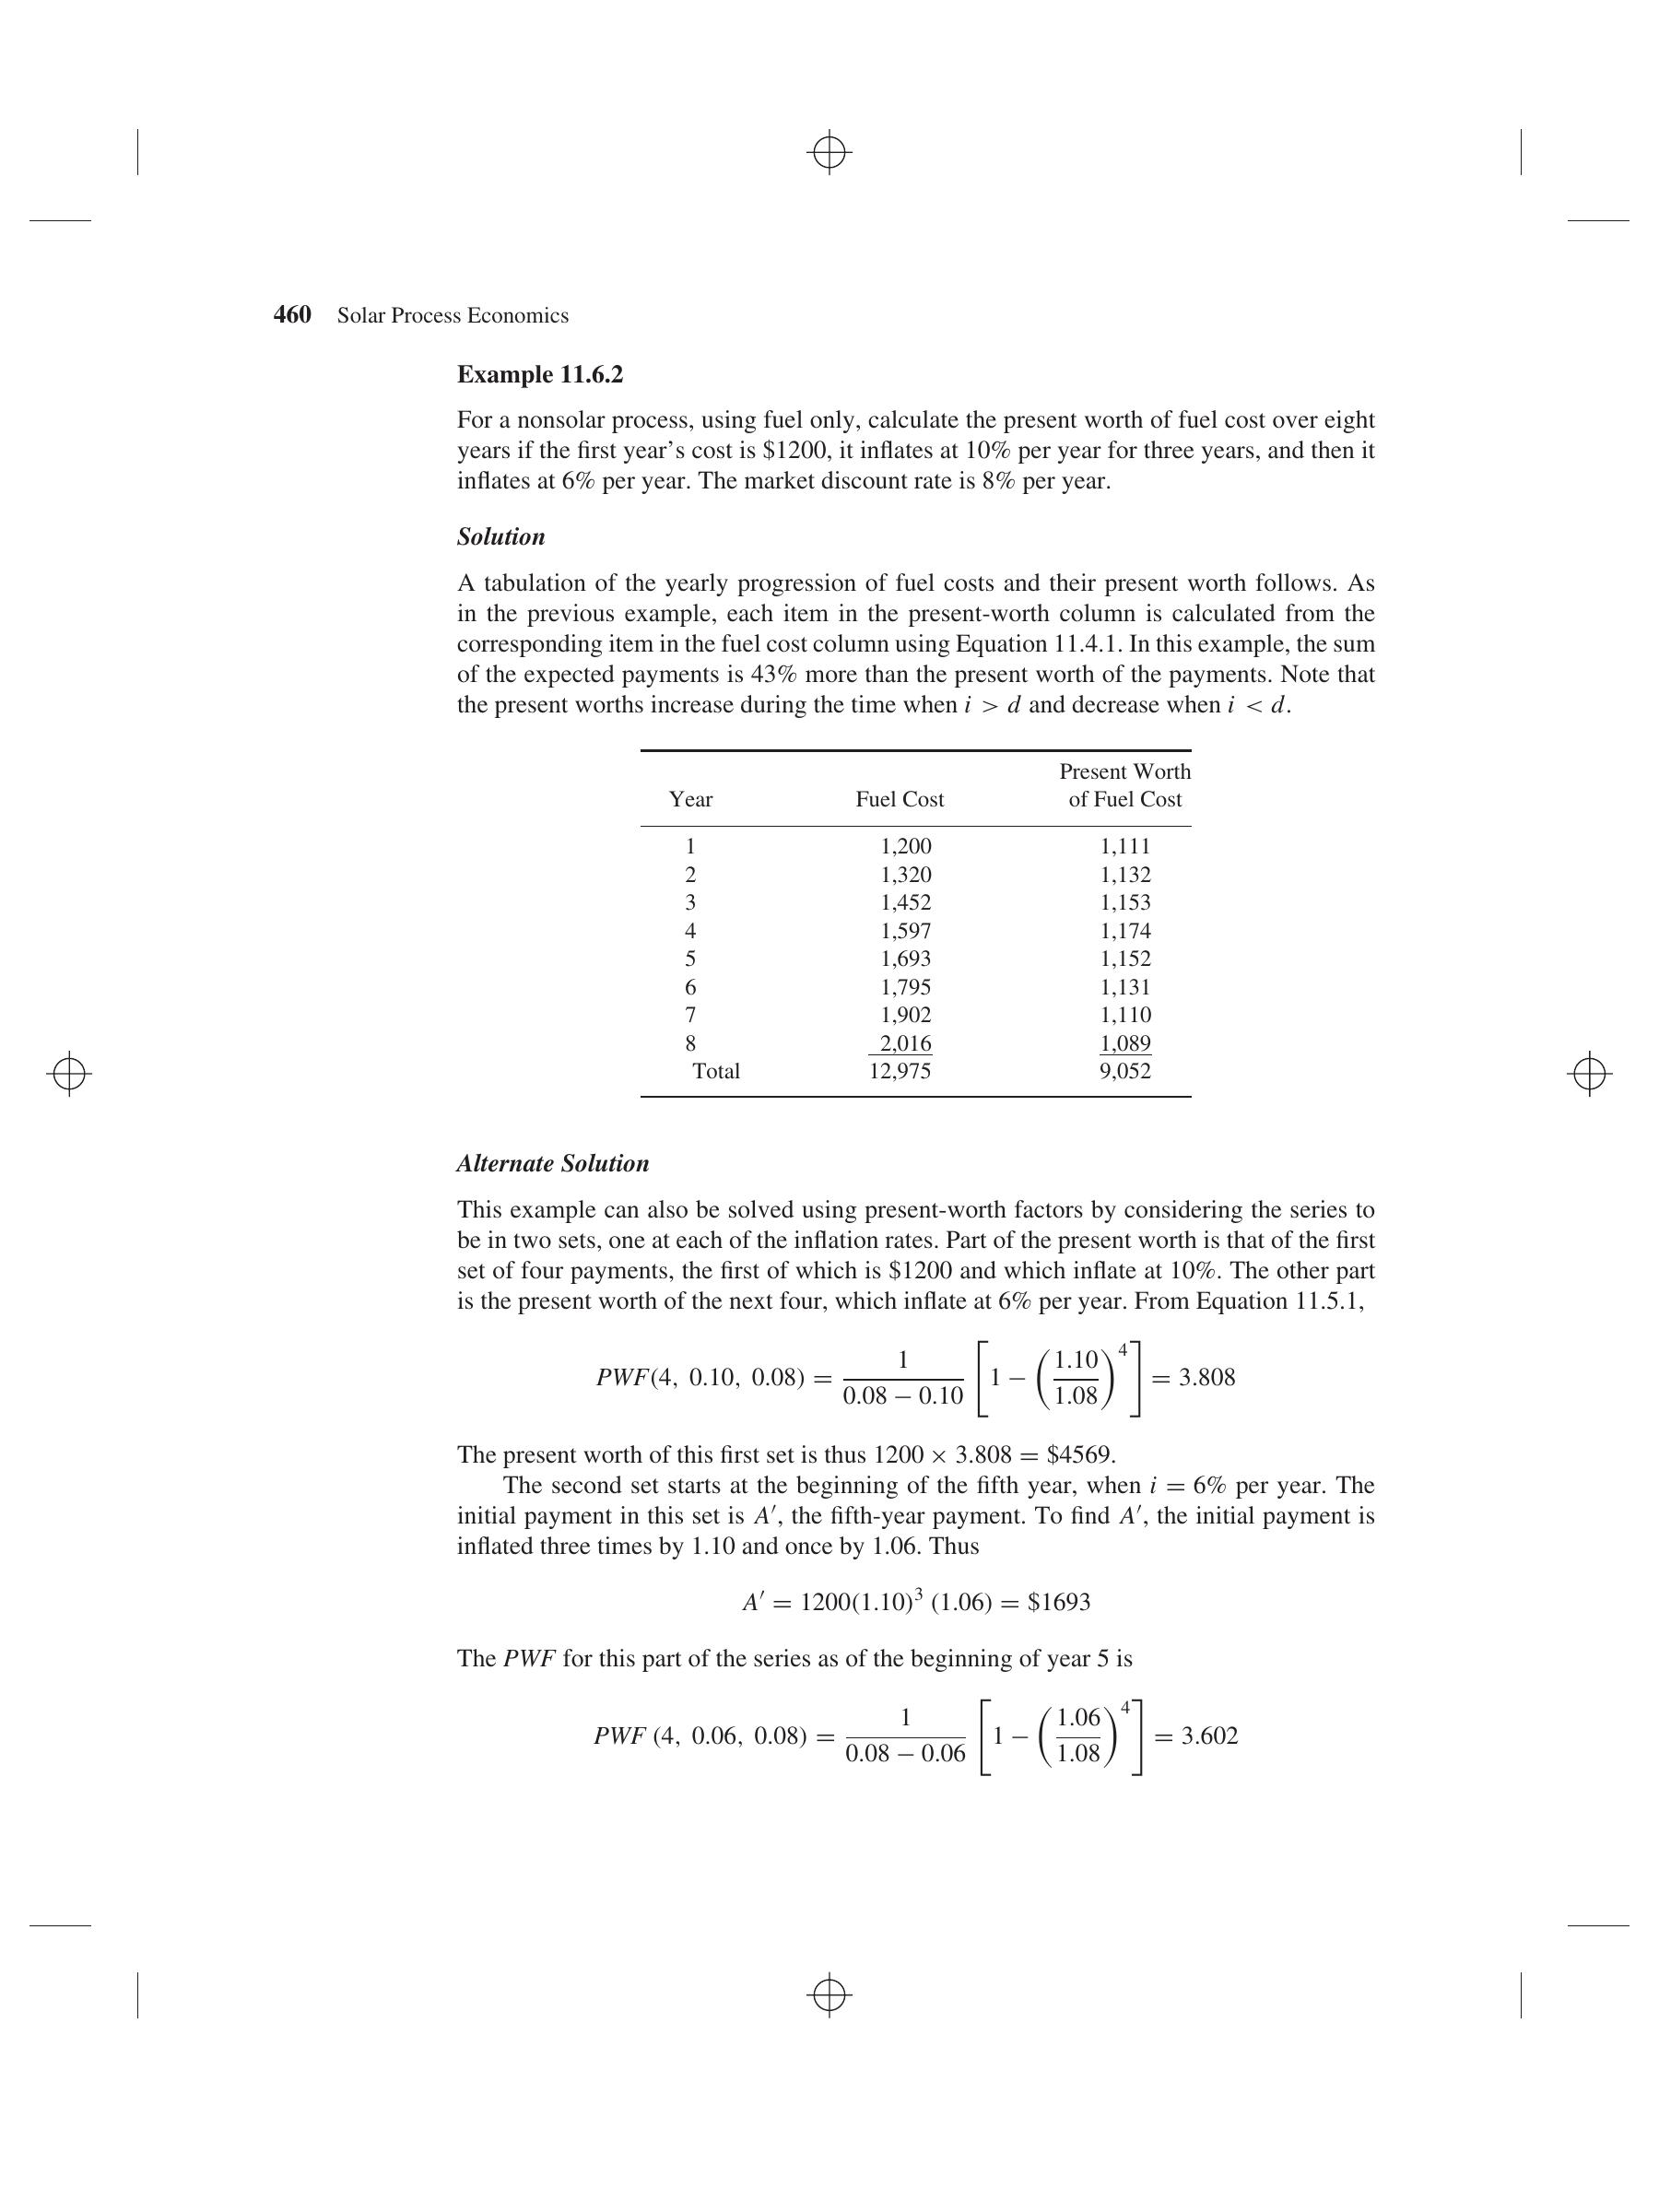 460 Solar Process Economics
Example 11.6.2
For a nonsolar process, using fuel only, calculate the present worth of fuel cost over eight
years if the first year’s cost is $1200, it inflates at 10% per year for three years, and then it
inflates at 6% per year. The market discount rate is 8% per year.
Solution
A tabulation of the yearly progression of fuel costs and their present worth follows. As
in the previous example, each item in the present-worth column is calculated from the
corresponding item in the fuel cost column using Equation 11.4.1. In this example, the sum
of the expected payments is 43% more than the present worth of the payments. Note that
the present worths increase during the time when i > d and decrease when i < d.
Present Worth
Year Fuel Cost of Fuel Cost
1 1,200 1,111
2 1,320 1,132
3 1,452 1,153
4 1,597 1,174
5 1,693 1,152
6 1,795 1,131
7 1,902 1,110
8 2,016 1,089
Total 12,975 9,052
Alternate Solution
This example can also be solved using present-worth factors by considering the series to
be in two sets, one at each of the inflation rates. Part of the present worth is that of the first
set of four payments, the first of which is $1200 and which inflate at 10%. The other part
is the present worth of the next four, which inflate at 6% per year. From Equation 11.5.1,
PWF(4, 0.10, 0.08) = 1 / (0.08 − 0.10) [1 − (1.10 / 1.08)^4] = 3.808
The present worth of this first set is thus 1200 × 3.808 = $4569.
The second set starts at the beginning of the fifth year, when i = 6% per year. The
initial payment in this set is A′, the fifth-year payment. To find A′, the initial payment is
inflated three times by 1.10 and once by 1.06. Thus
A′ = 1200(1.10)³ (1.06) = $1693
The PWF for this part of the series as of the beginning of year 5 is
PWF (4, 0.06, 0.08) = 1 / (0.08 − 0.06) [1 − (1.06 / 1.08)^4] = 3.602